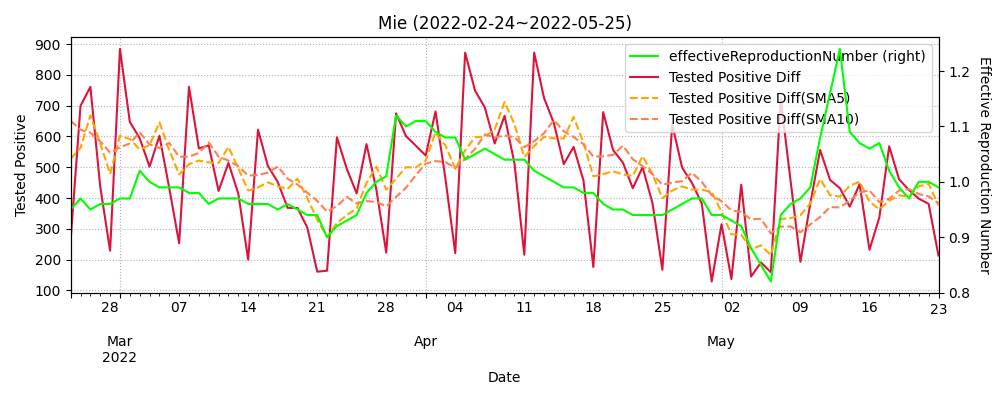 Mie (2022-02-24~2022-05-25)
effectiveReproductionNumber (right)
Tested Positive Diff
Tested Positive Diff(SMA5)
Tested Positive Diff(SMA10)
Tested Positive
900
800
700
600
500
400
300
200
100
Effective Reproduction Number
1.2
1.1
1.0
0.9
0.8
28 07 14 21 28 04 11 18 25 02 09 16 23
Mar Apr May
2022
Date